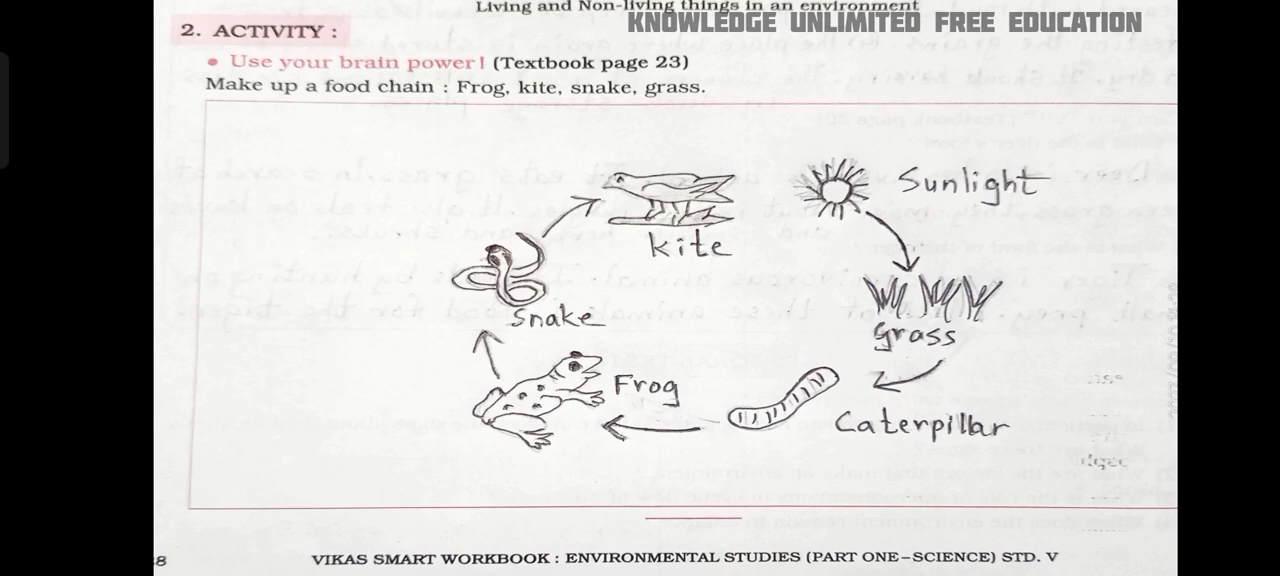 Living and Non-living things in an environment
KNOWLEDGE UNLIMITED FREE EDUCATION
2. ACTIVITY :
• Use your brain power! (Textbook page 23)
Make up a food chain : Frog, kite, snake, grass.
Sunlight
kite
Snake
grass
Frog
Caterpillar
8
VIKAS SMART WORKBOOK : ENVIRONMENTAL STUDIES (PART ONE–SCIENCE) STD. V